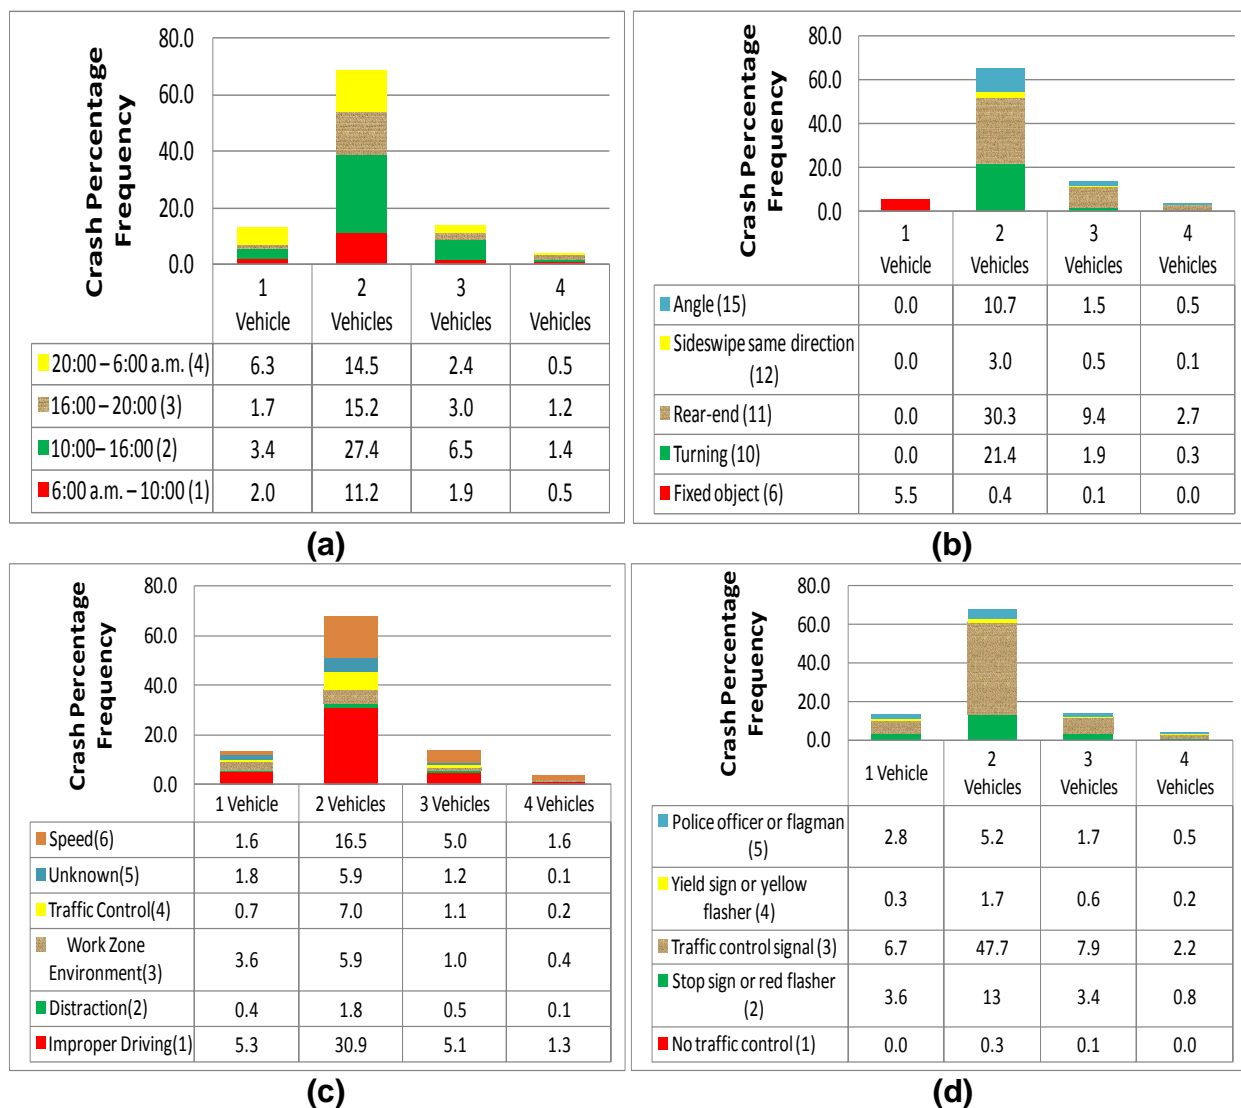 Crash Percentage
Frequency
80.0
60.0
40.0
20.0
0.0
1 Vehicle
2 Vehicles
3 Vehicles
4 Vehicles
20:00 – 6:00 a.m. (4) 6.3 14.5 2.4 0.5
16:00 – 20:00 (3) 1.7 15.2 3.0 1.2
10:00– 16:00 (2) 3.4 27.4 6.5 1.4
6:00 a.m. – 10:00 (1) 2.0 11.2 1.9 0.5
(a)
Crash Percentage
Frequency
80.0
60.0
40.0
20.0
0.0
1 Vehicle
2 Vehicles
3 Vehicles
4 Vehicles
Angle (15) 0.0 10.7 1.5 0.5
Sideswipe same direction
(12) 0.0 3.0 0.5 0.1
Rear-end (11) 0.0 30.3 9.4 2.7
Turning (10) 0.0 21.4 1.9 0.3
Fixed object (6) 5.5 0.4 0.1 0.0
(b)
Crash Percentage
Frequency
80.0
60.0
40.0
20.0
0.0
1 Vehicle 2 Vehicles 3 Vehicles 4 Vehicles
Speed(6) 1.6 16.5 5.0 1.6
Unknown(5) 1.8 5.9 1.2 0.1
Traffic Control(4) 0.7 7.0 1.1 0.2
Work Zone
Environment(3) 3.6 5.9 1.0 0.4
Distraction(2) 0.4 1.8 0.5 0.1
Improper Driving(1) 5.3 30.9 5.1 1.3
(c)
Crash Percentage
Frequency
80.0
60.0
40.0
20.0
0.0
1 Vehicle
2 Vehicles
3 Vehicles
4 Vehicles
Police officer or flagman
(5) 2.8 5.2 1.7 0.5
Yield sign or yellow
flasher (4) 0.3 1.7 0.6 0.2
Traffic control signal (3) 6.7 47.7 7.9 2.2
Stop sign or red flasher
(2) 3.6 13 3.4 0.8
No traffic control (1) 0.0 0.3 0.1 0.0
(d)